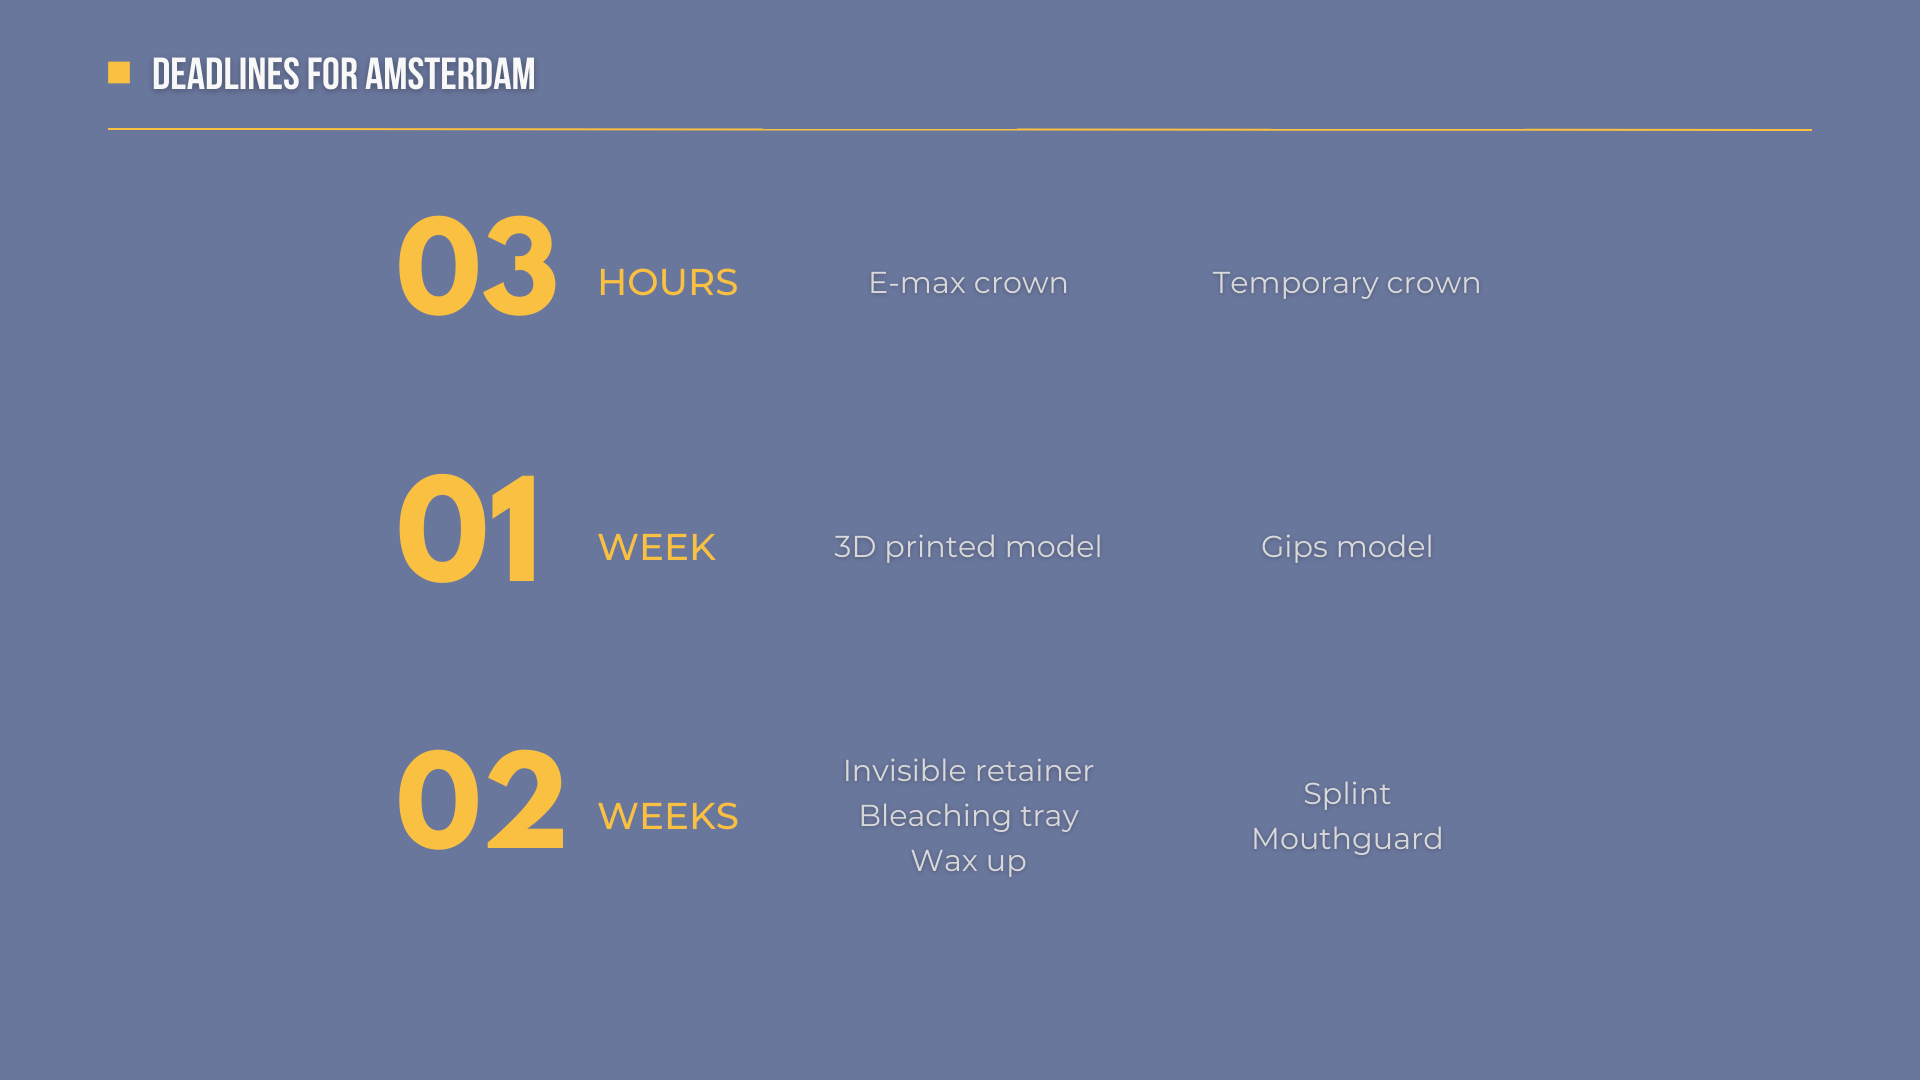 DEADLINES FOR AMSTERDAM
03 HOURS E-max crown Temporary crown
01 WEEK 3D printed model Gips model
02 WEEKS
Invisible retainer
Bleaching tray
Wax up
Splint
Mouthguard